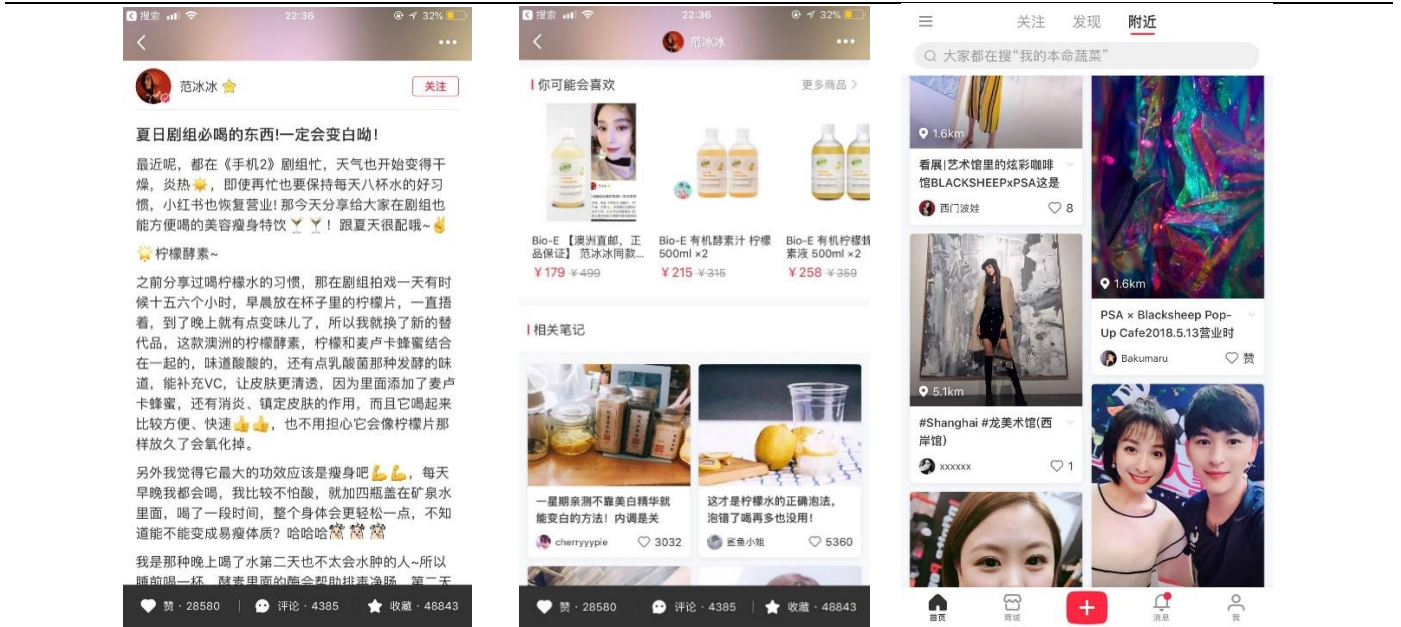 搜索 22:36 32%
范冰冰
关注
夏日剧组必喝的东西!一定会变白呦！
最近呢，都在《手机2》剧组忙，天气也开始变得干
燥，炎热☀️，即使再忙也要保持每天八杯水的好习
惯，小红书也恢复营业! 那今天分享给大家在剧组也
能方便喝的美容瘦身特饮🍸🍸！跟夏天很配哦~✌️
🌟柠檬酵素~
之前分享过喝柠檬水的习惯，那在剧组拍戏一天有时
候十五六个小时，早晨放在杯子里的柠檬片，一直捂
着，到了晚上就有点变味儿了，所以我就换了新的替
代品，这款澳洲的柠檬酵素，柠檬和麦卢卡蜂蜜结合
在一起的，味道酸酸的，还有点乳酸菌那种发酵的味
道，能补充VC，让皮肤更清透，因为里面添加了麦卢
卡蜂蜜，还有消炎、镇定皮肤的作用，而且它喝起来
比较方便、快速👍👍，也不用担心它会像柠檬片那
样放久了会氧化掉。
另外我觉得它最大的功效应该是瘦身吧💪💪，每天
早晚我都会喝，我比较不怕酸，就加四瓶盖在矿泉水
里面，喝了一段时间，整个身体会更轻松一点，不知
道能不能变成易瘦体质？哈哈哈
我是那种晚上喝了水第二天也不太会水肿的人~所以
睡前喝一杯，酵素里面的酶会帮助排毒净肠，第二天
赞 · 28580 评论 · 4385 收藏 · 48843
搜索 22:36 32%
范冰冰
你可能会喜欢 更多商品
Bio-E 【澳洲直邮，正
品保证】 范冰冰同款...
¥179 ¥499
Bio-E 有机酵素汁 柠檬
500ml ×2
¥215 ¥315
Bio-E 有机柠檬蜂
素液 500ml ×2
¥258 ¥359
相关笔记
一星期亲测不靠美白精华就
能变白的方法！内调是关
cherryyypie 3032
这才是柠檬水的正确泡法，
泡错了喝再多也没用！
鲨鱼小姐 5360
赞 · 28580 评论 · 4385 收藏 · 48843
关注 发现 附近
大家都在搜“我的本命蔬菜”
1.6km
看展|艺术馆里的炫彩咖啡
馆BLACKSHEEPxPSA这是
西门波娃 8
5.1km
#Shanghai #龙美术馆(西
岸馆)
xxxxxx 1
1.6km
PSA × Blacksheep Pop-
Up Cafe2018.5.13营业时
Bakumaru 赞
首页 商城 消息 我